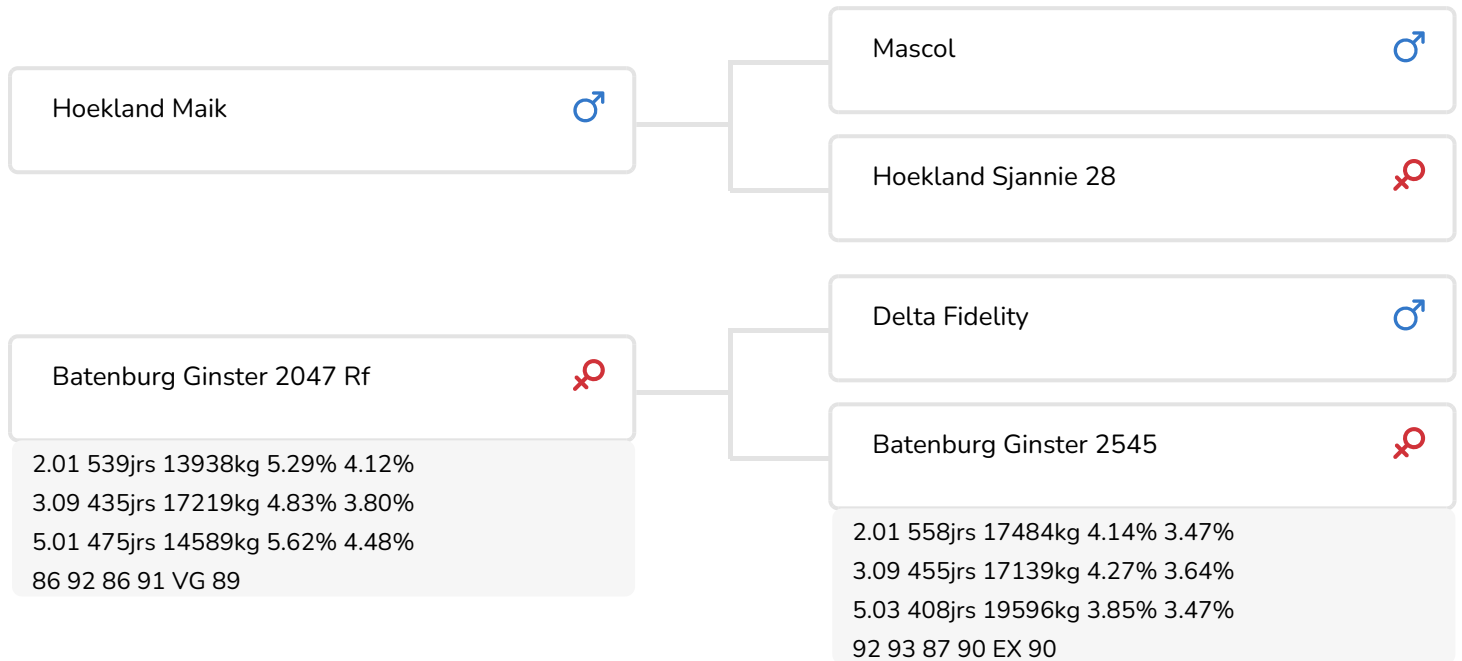 Hoekland Maik
Mascol
Hoekland Sjannie 28
Batenburg Ginster 2047 Rf
2.01 539jrs 13938kg 5.29% 4.12%
3.09 435jrs 17219kg 4.83% 3.80%
5.01 475jrs 14589kg 5.62% 4.48%
86 92 86 91 VG 89
Delta Fidelity
Batenburg Ginster 2545
2.01 558jrs 17484kg 4.14% 3.47%
3.09 455jrs 17139kg 4.27% 3.64%
5.03 408jrs 19596kg 3.85% 3.47%
92 93 87 90 EX 90